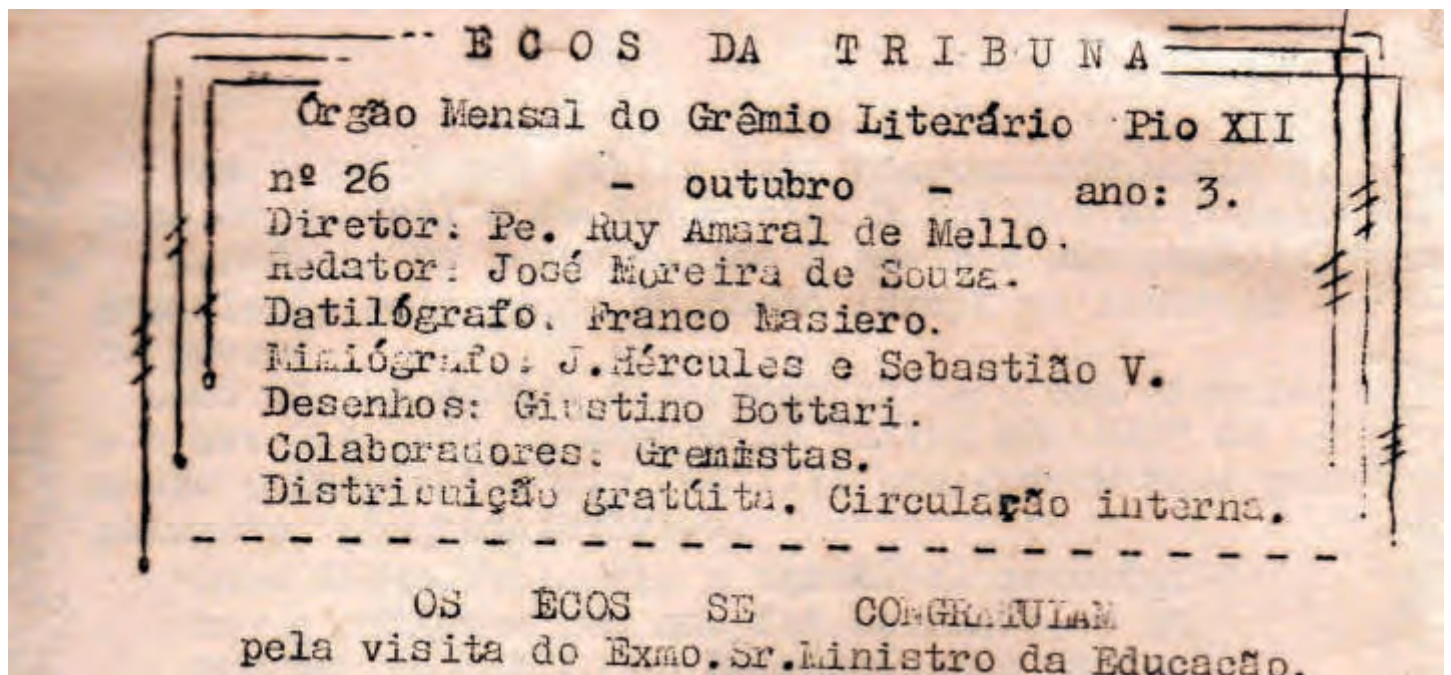 ECOS DA TRIBUNA
Órgão Mensal do Grêmio Literário Pio XII
nº 26 - outubro - ano: 3.
Diretor: Pe. Ruy Amaral de Mello.
Redator: José Moreira de Souza.
Datilógrafo. Franco Masiero.
Mimiógrafo: J.Hércules e Sebastião V.
Desenhos: Giustino Bottari.
Colaboradores: Gremistas.
Distribuição gratúita. Circulação interna.
OS ECOS SE CONGRATULAM
pela visita do Exmo.Sr.Ministro da Educação.